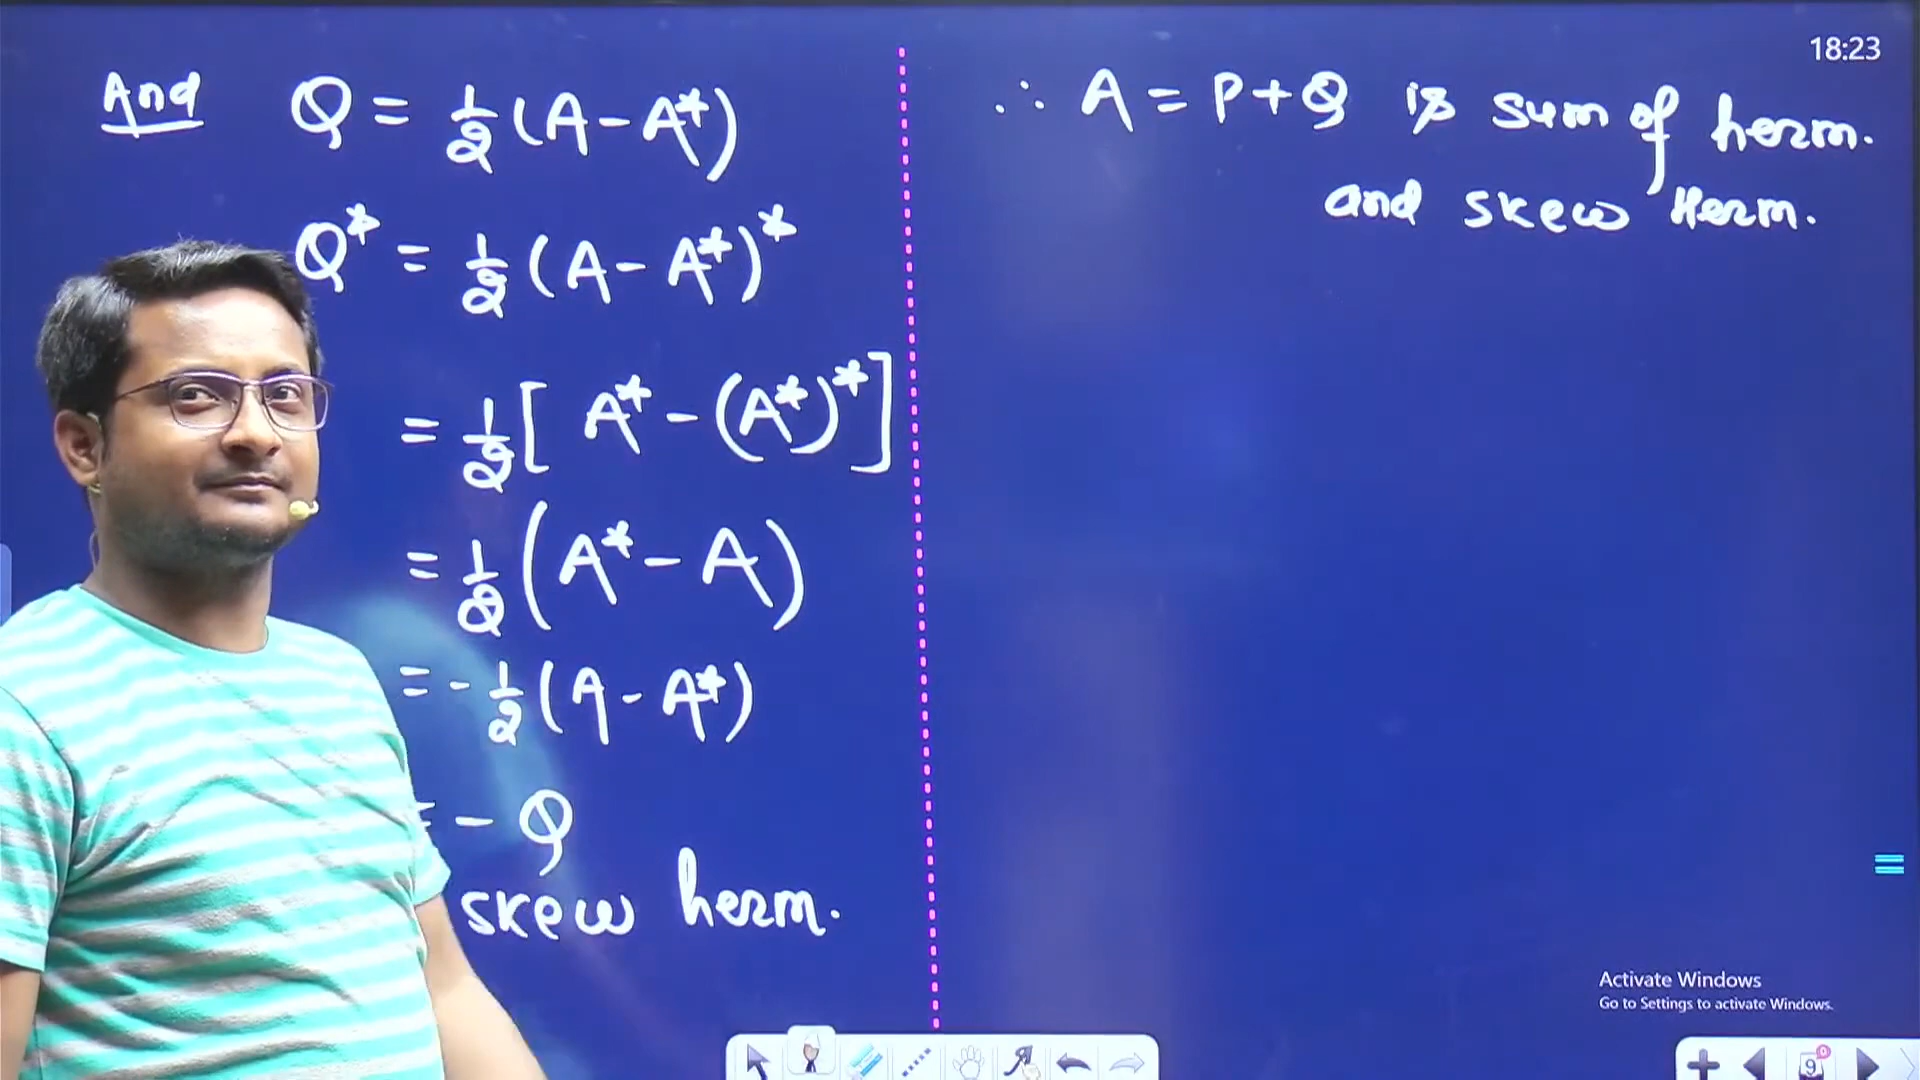 And Q = 1/2 (A - A*)
Q* = 1/2 (A - A*)*
= 1/2 [ A* - (A*)* ]
= 1/2 (A* - A)
= - 1/2 (A - A*)
= - Q
skew herm.
18:23
∴ A = P + Q is sum of herm.
and skew Herm.
Activate Windows
Go to Settings to activate Windows.
9